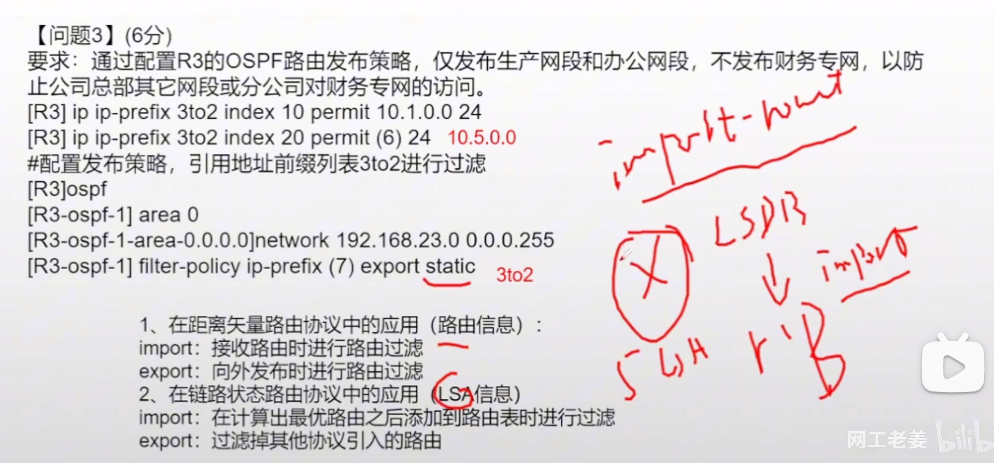 【问题3】(6分)
要求：通过配置R3的OSPF路由发布策略，仅发布生产网段和办公网段，不发布财务专网，以防
止公司总部其它网段或分公司对财务专网的访问。
[R3] ip ip-prefix 3to2 index 10 permit 10.1.0.0 24
[R3] ip ip-prefix 3to2 index 20 permit (6) 24 10.5.0.0
#配置发布策略，引用地址前缀列表3to2进行过滤
[R3]ospf
[R3-ospf-1] area 0
[R3-ospf-1-area-0.0.0.0]network 192.168.23.0 0.0.0.255
[R3-ospf-1] filter-policy ip-prefix (7) export static 3to2
import-rout
LSDB
import
5 LSA
rib
1、在距离矢量路由协议中的应用（路由信息）：
import：接收路由时进行路由过滤
export：向外发布时进行路由过滤
2、在链路状态路由协议中的应用（LSA信息）
import：在计算出最优路由之后添加到路由表时进行过滤
export：过滤掉其他协议引入的路由
网工老姜 bilib